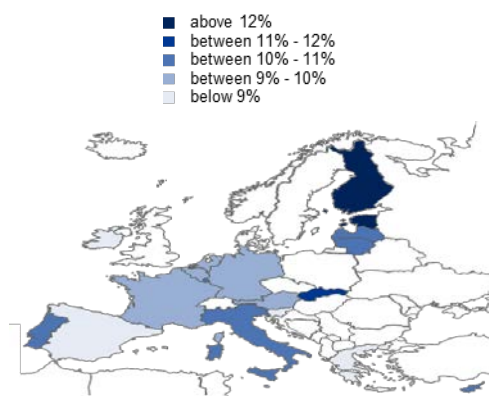 above 12%
between 11% - 12%
between 10% - 11%
between 9% - 10%
below 9%